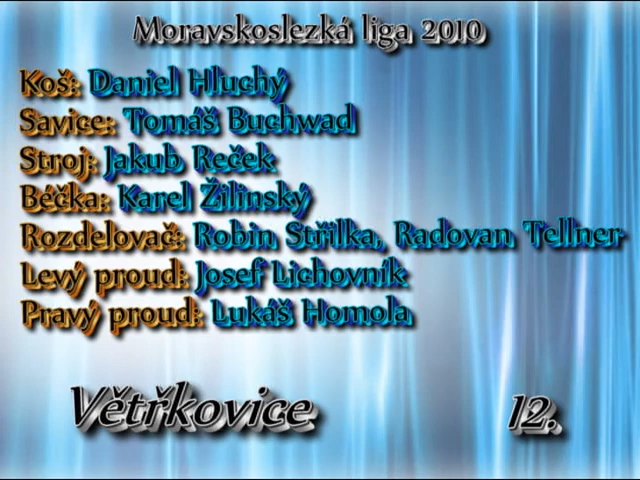 Moravskoslezká liga 2010
Koš: Daniel Hluchý
Savice: Tomáš Buchwad
Stroj: Jakub Reček
Béčka: Karel Žilinský
Rozdelovač: Robin Střilka, Radovan Tellner
Levý proud: Josef Lichovník
Pravý proud: Lukáš Homola
Větřkovice 12.